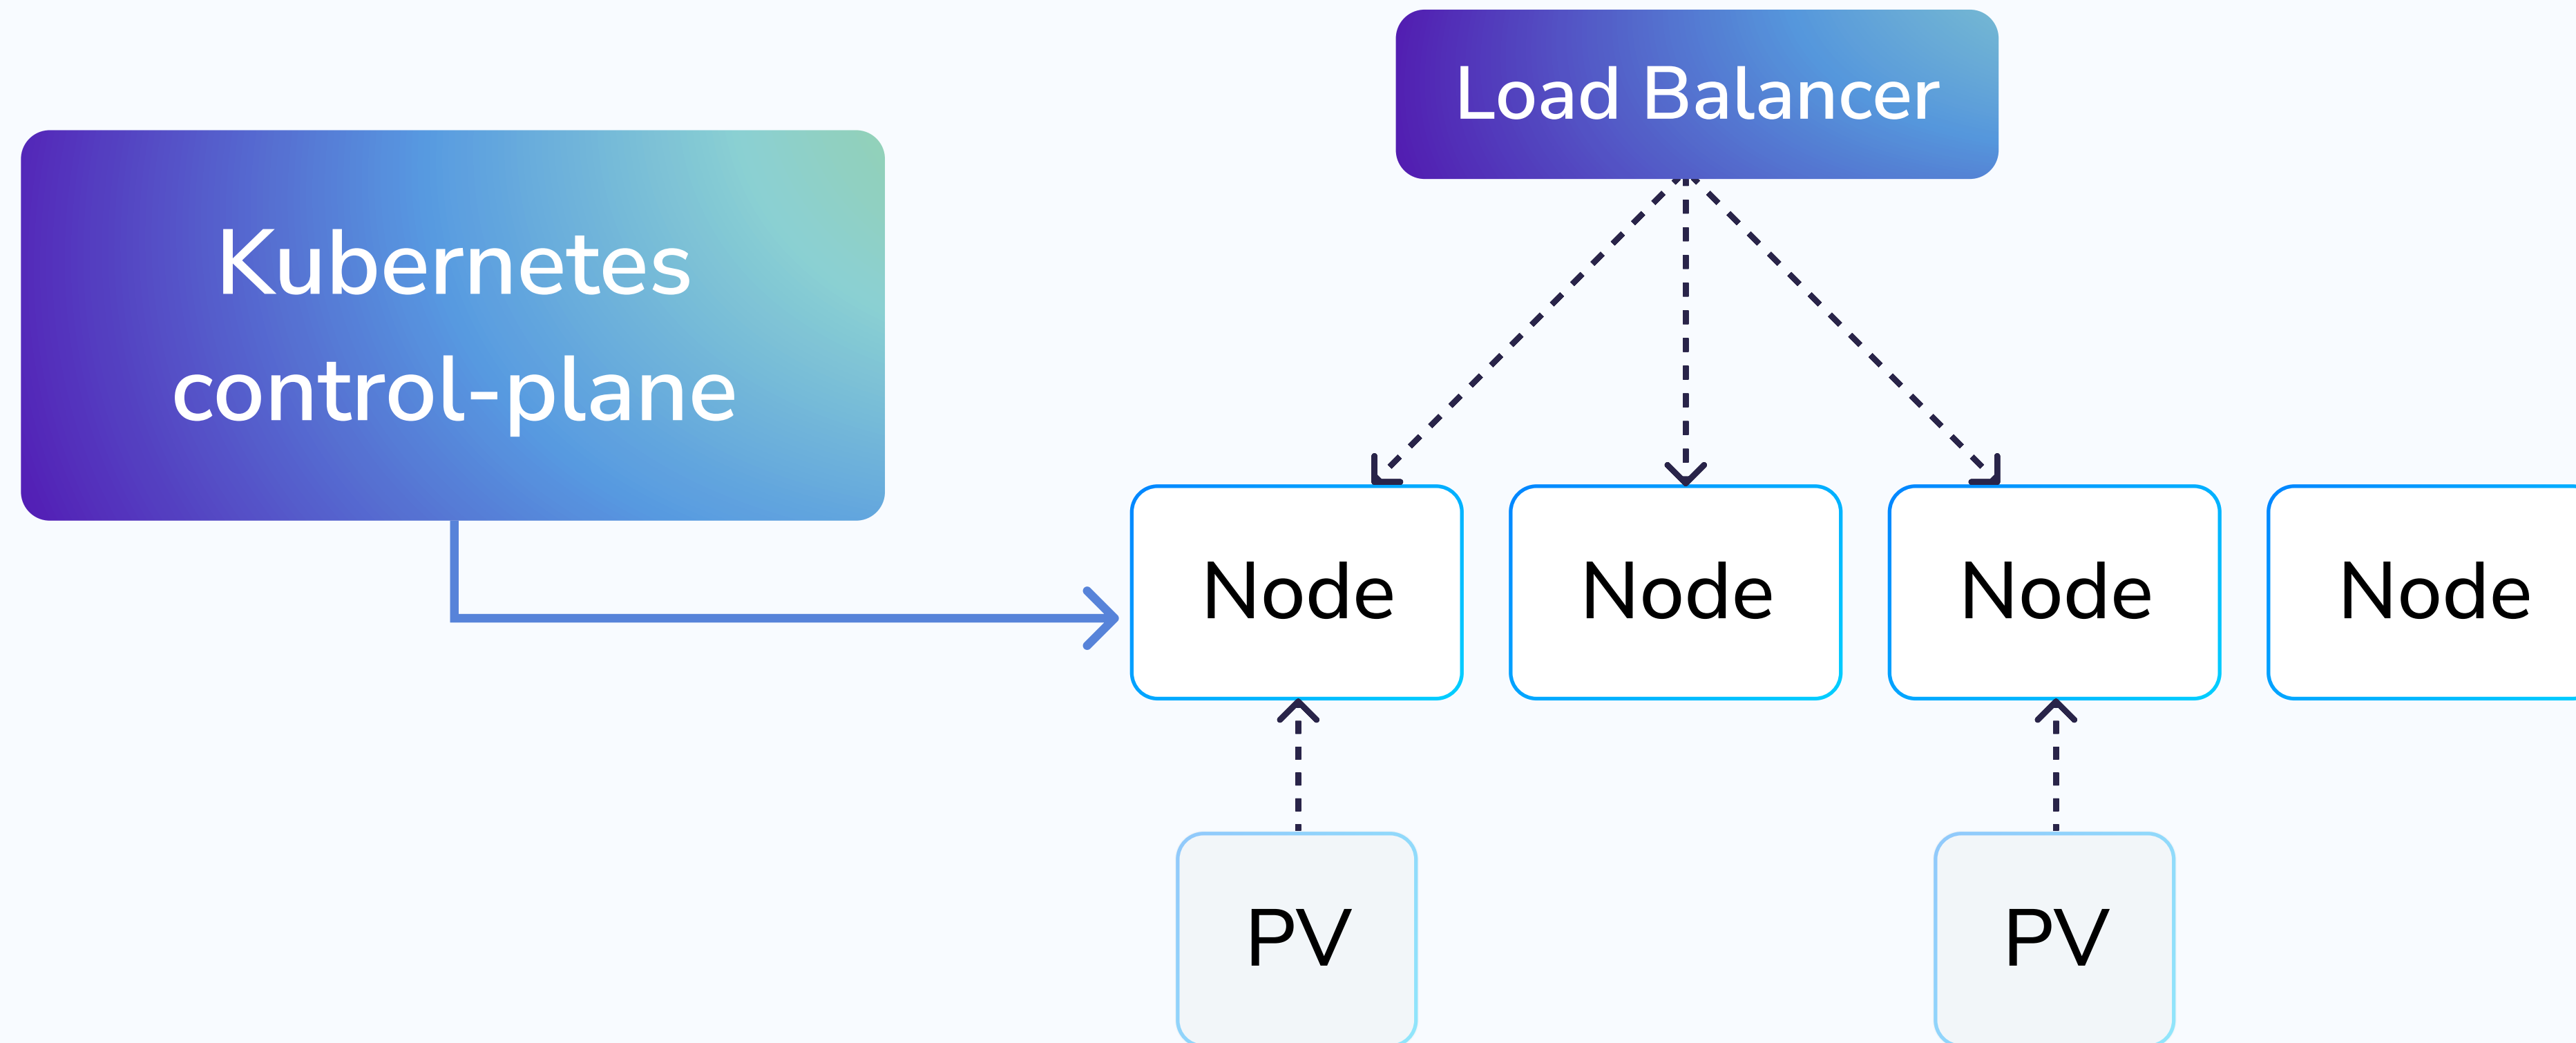 Load Balancer
Kubernetes
control-plane
Node
Node
Node
Node
PV
PV